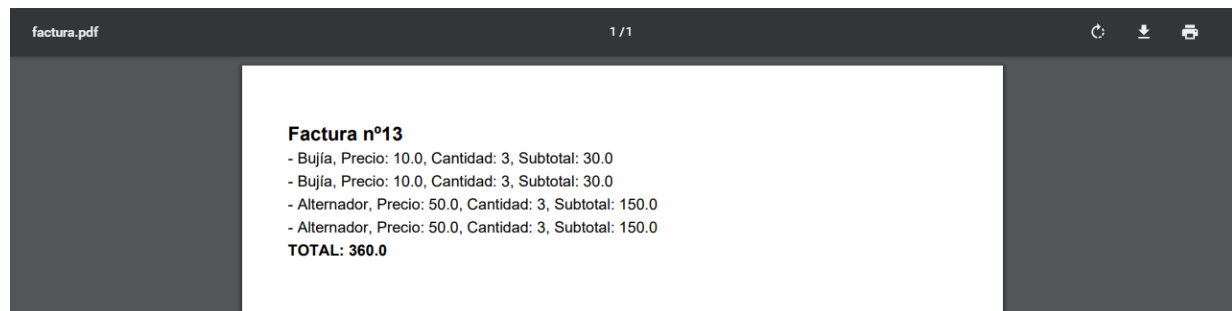 factura.pdf
1 / 1
Factura nº13
- Bujía, Precio: 10.0, Cantidad: 3, Subtotal: 30.0
- Bujía, Precio: 10.0, Cantidad: 3, Subtotal: 30.0
- Alternador, Precio: 50.0, Cantidad: 3, Subtotal: 150.0
- Alternador, Precio: 50.0, Cantidad: 3, Subtotal: 150.0
TOTAL: 360.0